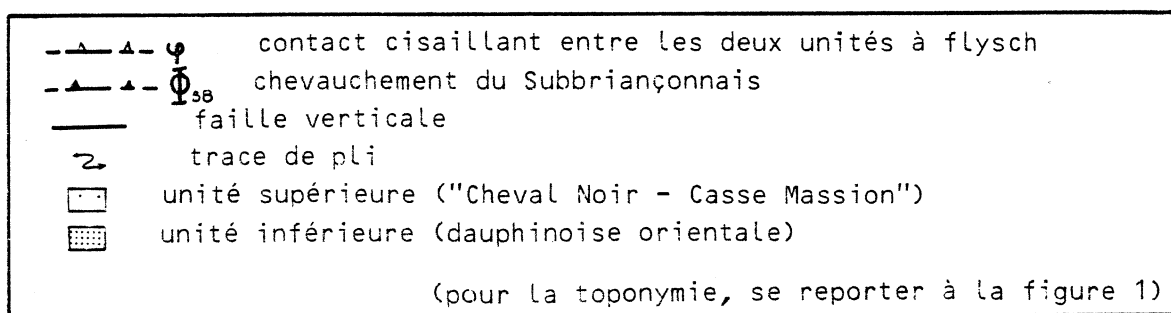 φ contact cisaillant entre les deux unités à flysch
Φ SB chevauchement du Subbriançonnais
faille verticale
trace de pli
unité supérieure ("Cheval Noir - Casse Massion")
unité inférieure (dauphinoise orientale)
(pour la toponymie, se reporter à la figure 1)